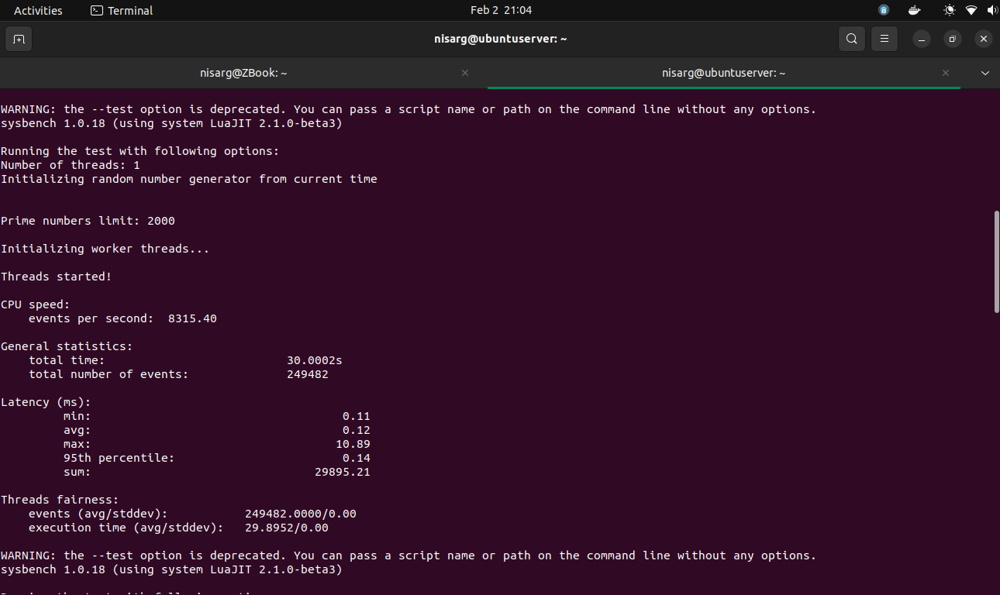 Activities Terminal Feb 2 21:04
nisarg@ubuntuserver: ~
nisarg@ZBook: ~ nisarg@ubuntuserver: ~
WARNING: the --test option is deprecated. You can pass a script name or path on the command line without any options.
sysbench 1.0.18 (using system LuaJIT 2.1.0-beta3)
Running the test with following options:
Number of threads: 1
Initializing random number generator from current time
Prime numbers limit: 2000
Initializing worker threads...
Threads started!
CPU speed:
events per second: 8315.40
General statistics:
total time: 30.0002s
total number of events: 249482
Latency (ms):
min: 0.11
avg: 0.12
max: 10.89
95th percentile: 0.14
sum: 29895.21
Threads fairness:
events (avg/stddev): 249482.0000/0.00
execution time (avg/stddev): 29.8952/0.00
WARNING: the --test option is deprecated. You can pass a script name or path on the command line without any options.
sysbench 1.0.18 (using system LuaJIT 2.1.0-beta3)